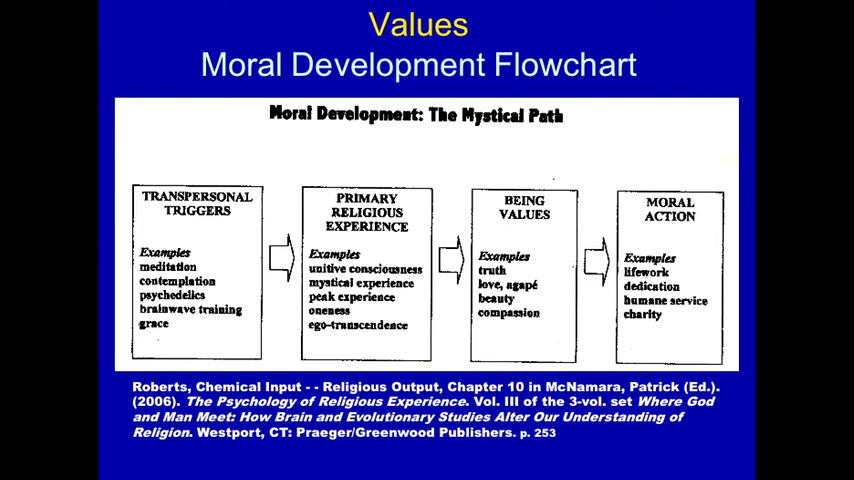 Values
Moral Development Flowchart
Moral Development: The Mystical Path
TRANSPERSONAL
TRIGGERS
Examples
meditation
contemplation
psychedelics
brainwave training
grace
PRIMARY
RELIGIOUS
EXPERIENCE
Examples
unitive consciousness
mystical experience
peak experience
oneness
ego-transcendence
BEING
VALUES
Examples
truth
love, agapé
beauty
compassion
MORAL
ACTION
Examples
lifework
dedication
humane service
charity
Roberts, Chemical Input - - Religious Output, Chapter 10 in McNamara, Patrick (Ed.).
(2006). The Psychology of Religious Experience. Vol. III of the 3-vol. set Where God
and Man Meet: How Brain and Evolutionary Studies Alter Our Understanding of
Religion. Westport, CT: Praeger/Greenwood Publishers. p. 253